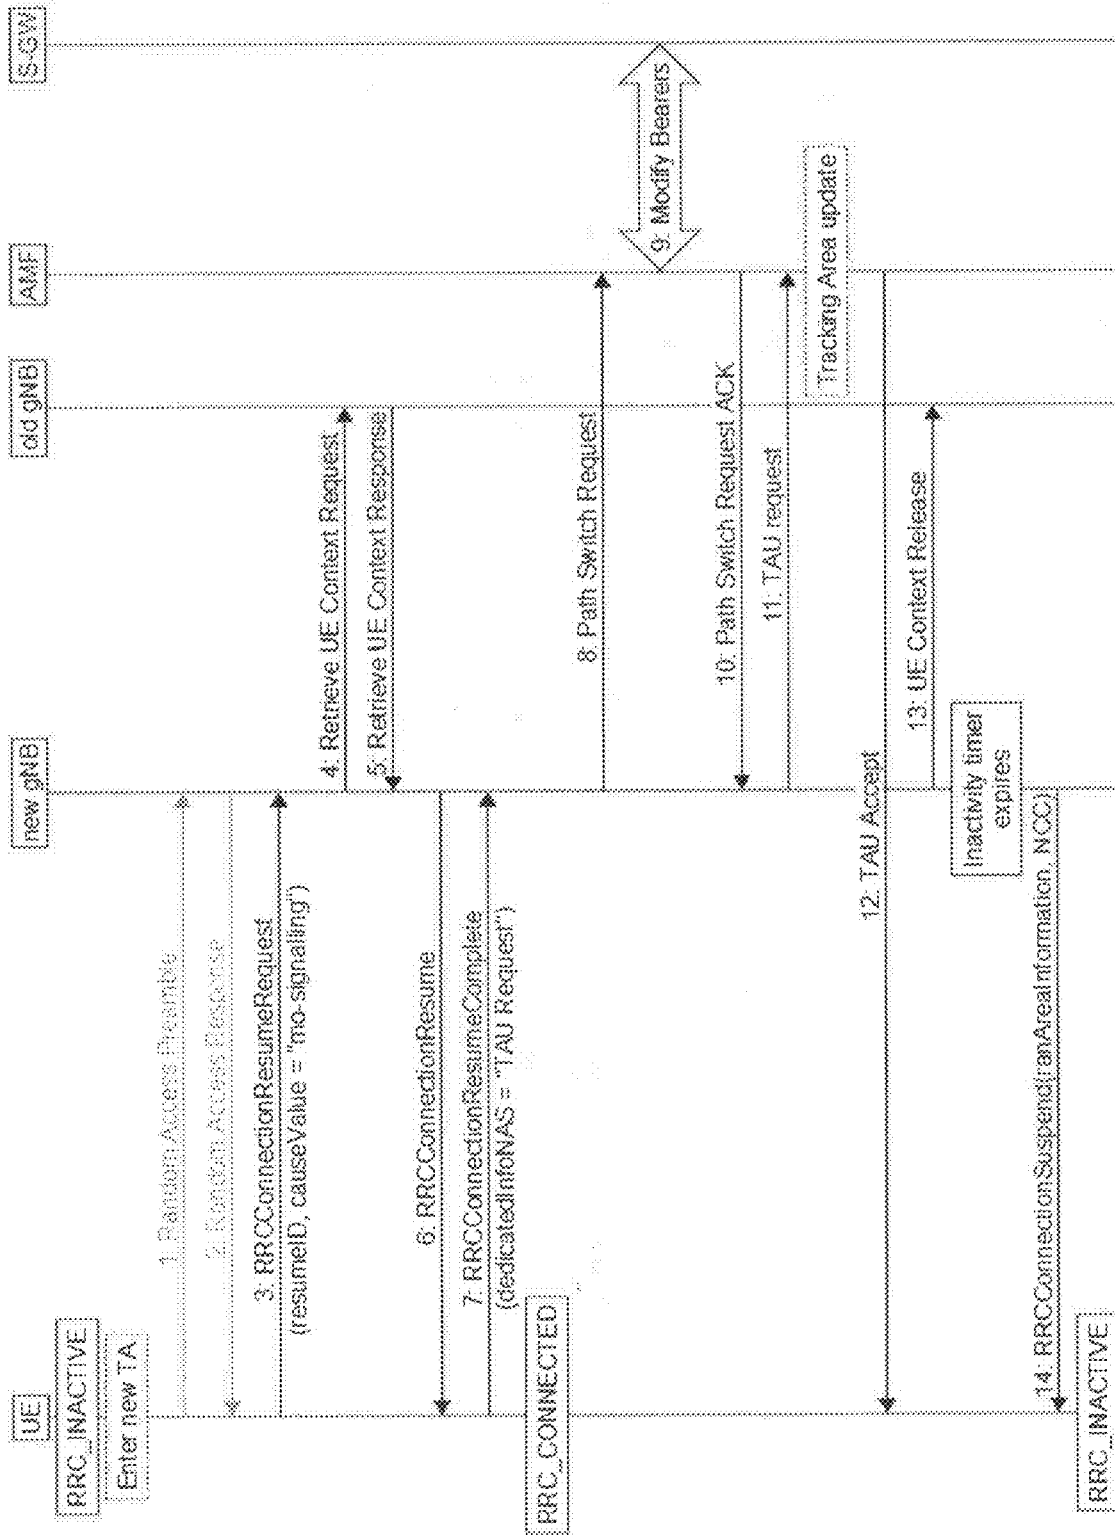 UE
new gNB
old gNB
AMF
S-GW
RRC_INACTIVE
Enter new TA
1: Random Access Preamble
2: Random Access Response
3: RRCConnectionResumeRequest
(resumeID, causeValue = "mo-signalling")
4: Retrieve UE Context Request
5: Retrieve UE Context Response
6: RRCConnectionResume
7: RRCConnectionResumeComplete
(dedicatedInfoNAS = "TAU Request")
RRC_CONNECTED
8: Path Switch Request
9: Modify Bearers
10: Path Switch Request ACK
11: TAU request
Tracking Area update
12: TAU Accept
13: UE Context Release
Inactivity timer
expires
14: RRCConnectionSuspend(ranAreaInformation, NCC)
RRC_INACTIVE